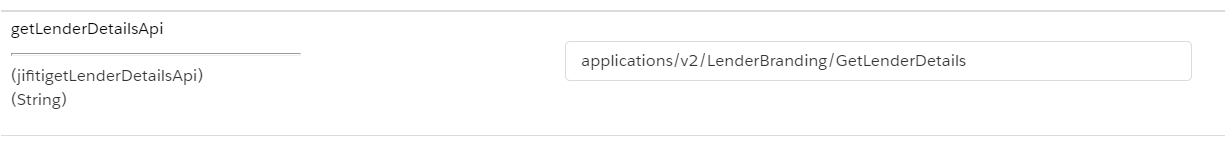 getLenderDetailsApi
applications/v2/LenderBranding/GetLenderDetails
(jifitigetLenderDetailsApi)
(String)